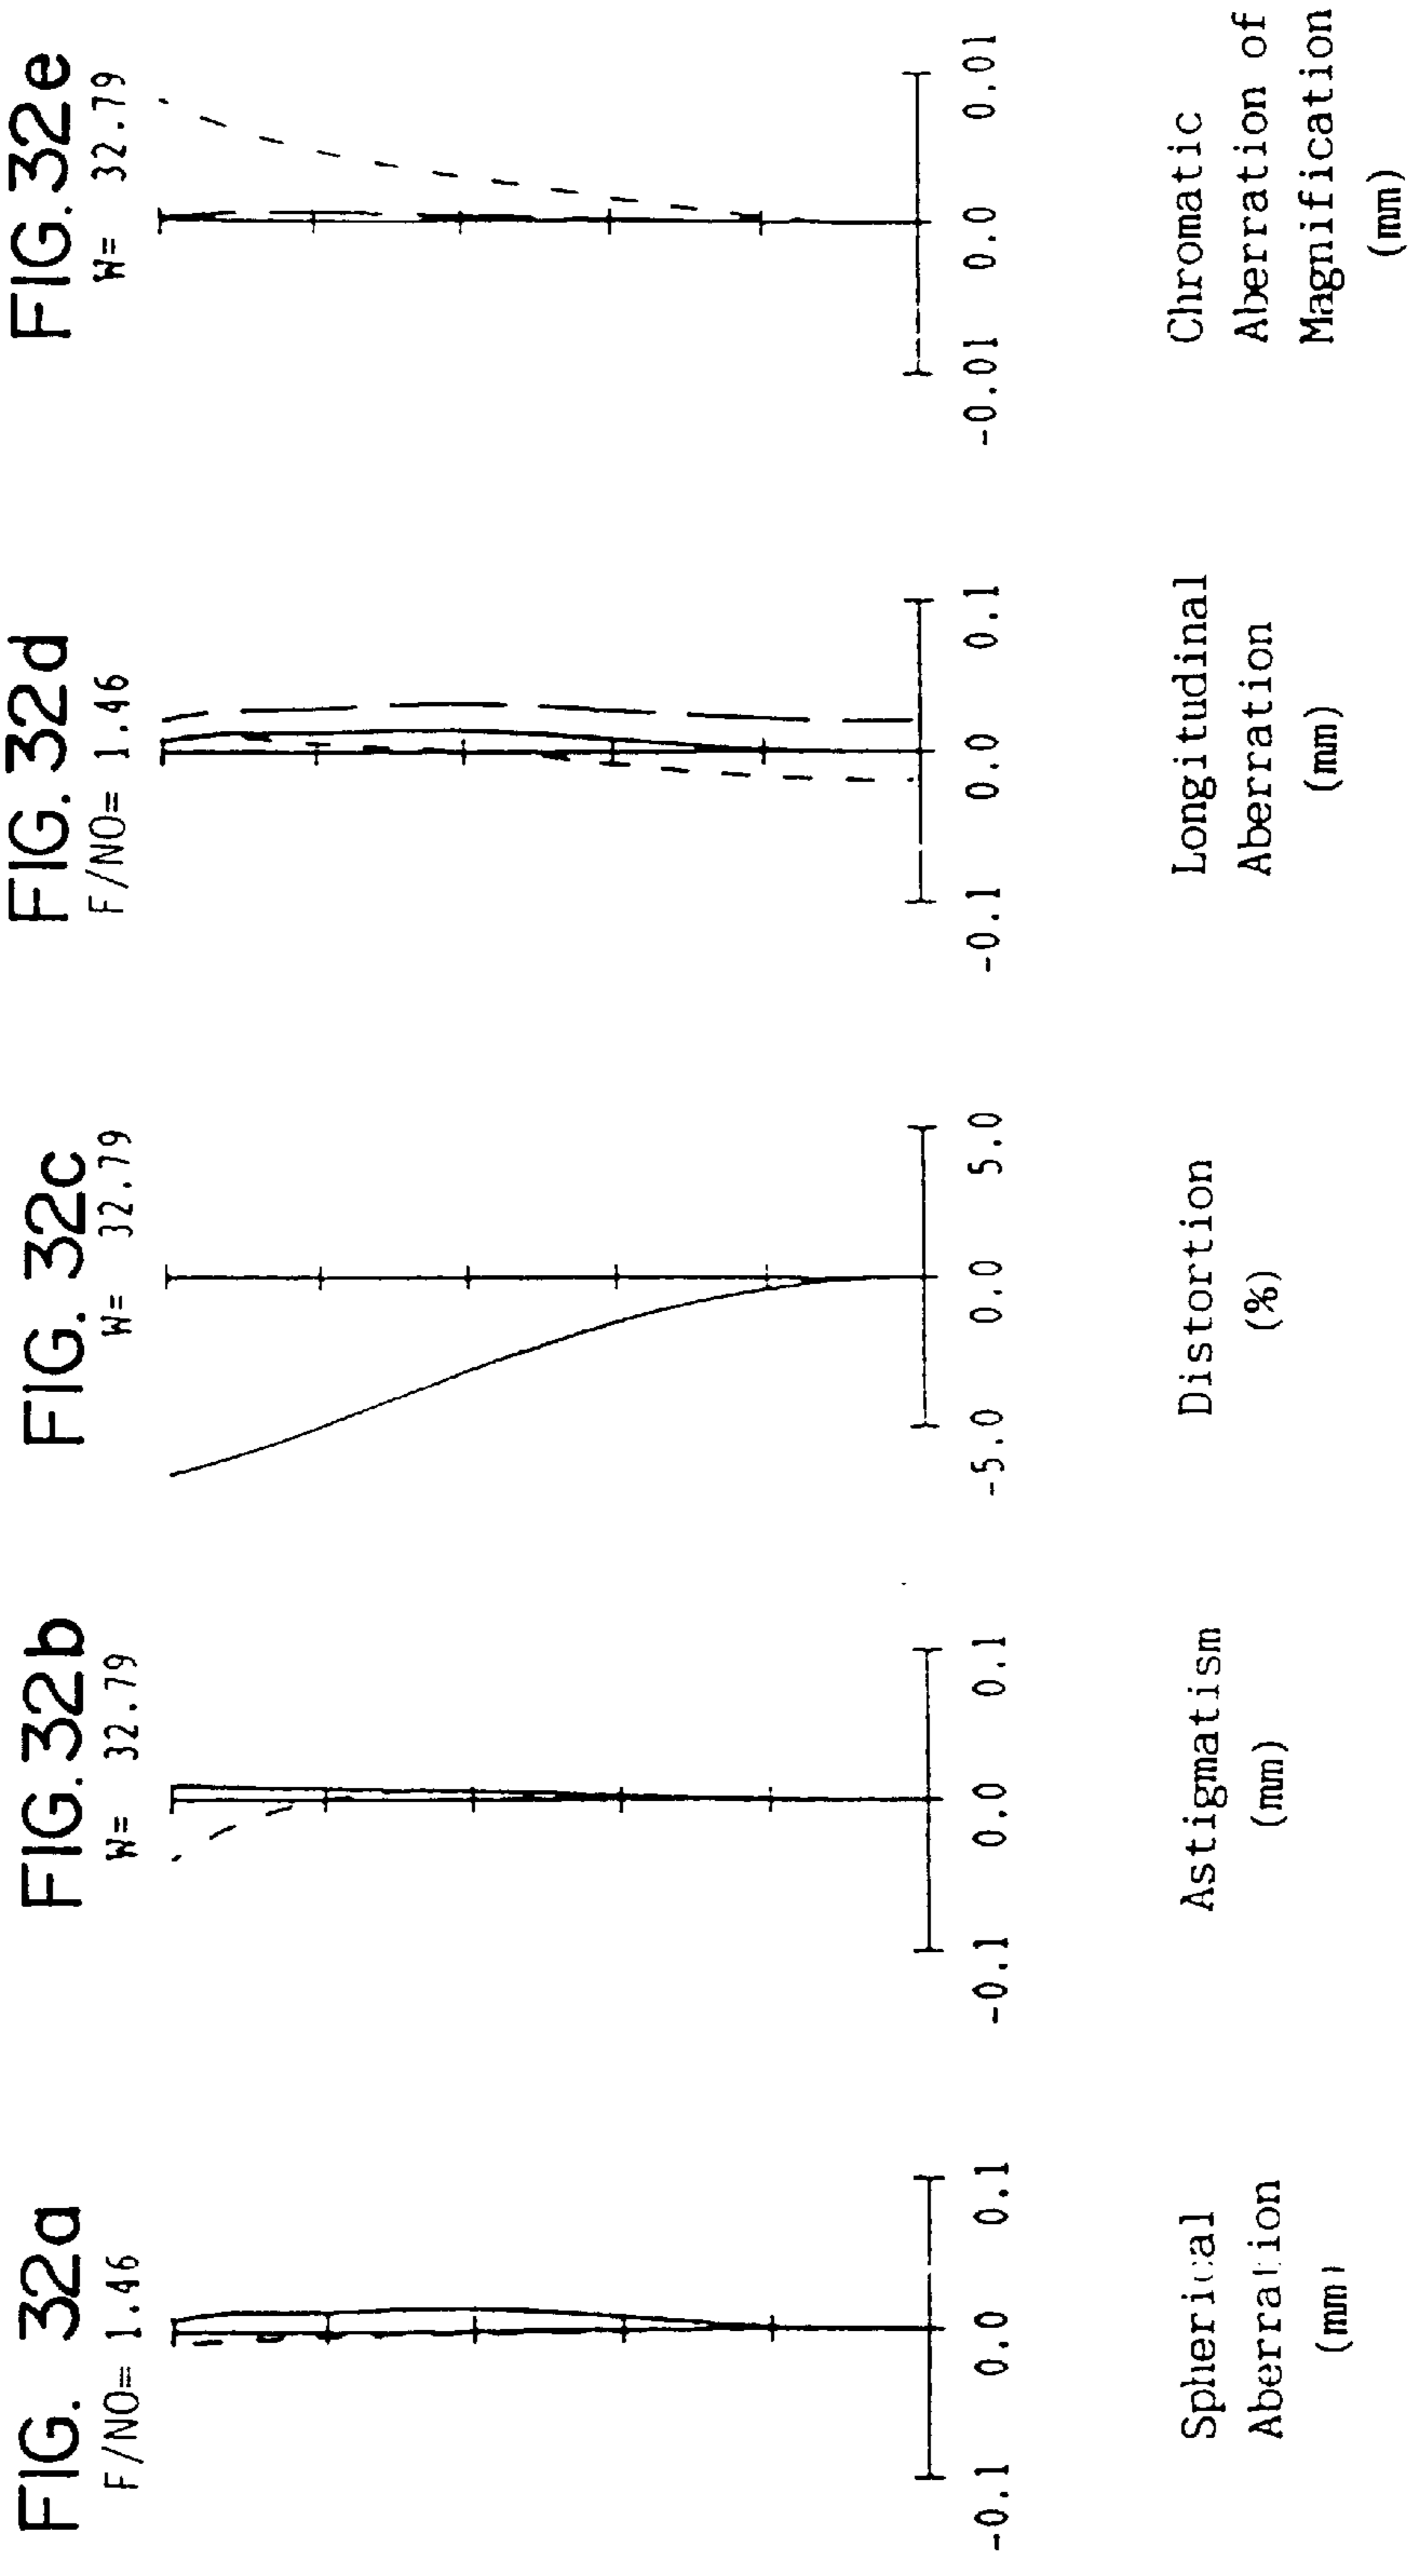 FIG. 32a
F/NO= 1.46
-0.1 0.0 0.1
Spherical
Aberration
(mm)
FIG. 32b
W= 32.79
-0.1 0.0 0.1
Astigmatism
(mm)
FIG. 32c
W= 32.79
-5.0 0.0 5.0
Distortion
(%)
FIG. 32d
F/NO= 1.46
-0.1 0.0 0.1
Longitudinal
Aberration
(mm)
FIG. 32e
W= 32.79
-0.01 0.0 0.01
Chromatic
Aberration of
Magnification
(mm)